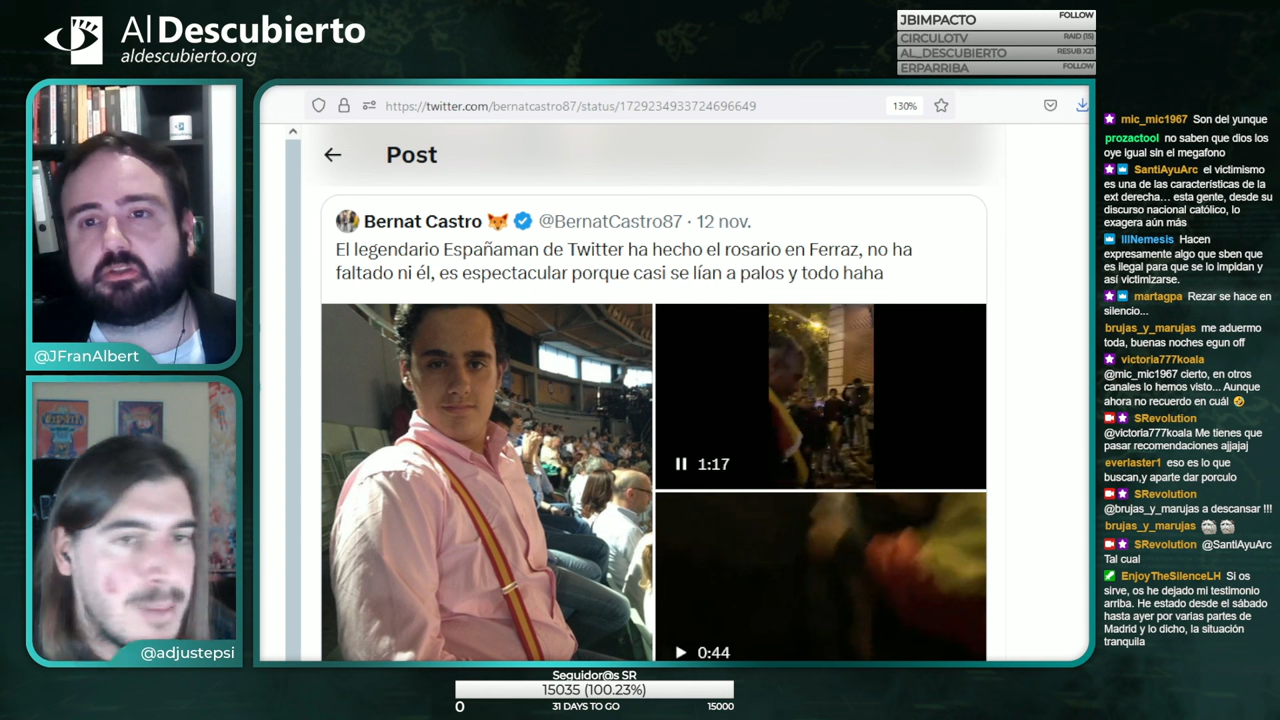 Al Descubierto
aldescubierto.org
JBIMPACTO FOLLOW
CIRCULOTV RAID (15)
AL_DESCUBIERTO RESUB X21
ERPARRIBA FOLLOW
@JFranAlbert
@adjustepsi
https://twitter.com/bernatcastro87/status/1729234933724696649
130%
Post
Bernat Castro @BernatCastro87 · 12 nov.
El legendario Españaman de Twitter ha hecho el rosario en Ferraz, no ha
faltado ni él, es espectacular porque casi se lían a palos y todo haha
1:17
0:44
mic_mic1967 Son del yunque
prozactool no saben que dios los
oye igual sin el megafono
SantiAyuArc el victimismo
es una de las características de la
ext derecha... esta gente, desde su
discurso nacional católico, lo
exagera aún más
IllNemesis Hacen
expresamente algo que sben que
es ilegal para que se lo impidan y
así victimizarse.
martagpa Rezar se hace en
silencio...
brujas_y_marujas me aduermo
toda, buenas noches egun off
victoria777koala
@mic_mic1967 cierto, en otros
canales lo hemos visto... Aunque
ahora no recuerdo en cuál 🤣
SRevolution
@victoria777koala Me tienes que
pasar recomendaciones ajjajaj
everlaster1 eso es lo que
buscan,y aparte dar porculo
SRevolution
@brujas_y_marujas a descansar !!!
brujas_y_marujas
SRevolution @SantiAyuArc
Tal cual
EnjoyTheSilenceLH Si os
sirve, os he dejado mi testimonio
arriba. He estado desde el sábado
hasta ayer por varias partes de
Madrid y lo dicho, la situación
tranquila
Seguidor@s SR
15035 (100.23%)
0 31 DAYS TO GO 15000